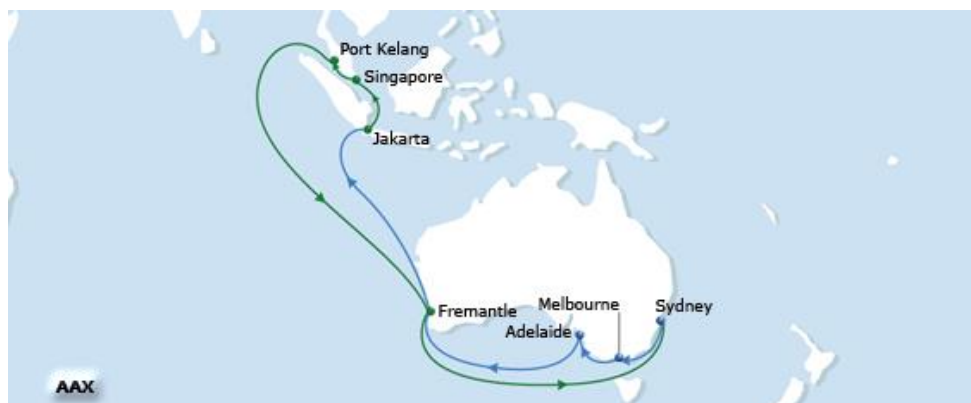 Port Kelang
Singapore
Jakarta
Fremantle
Melbourne
Sydney
Adelaide
AAX